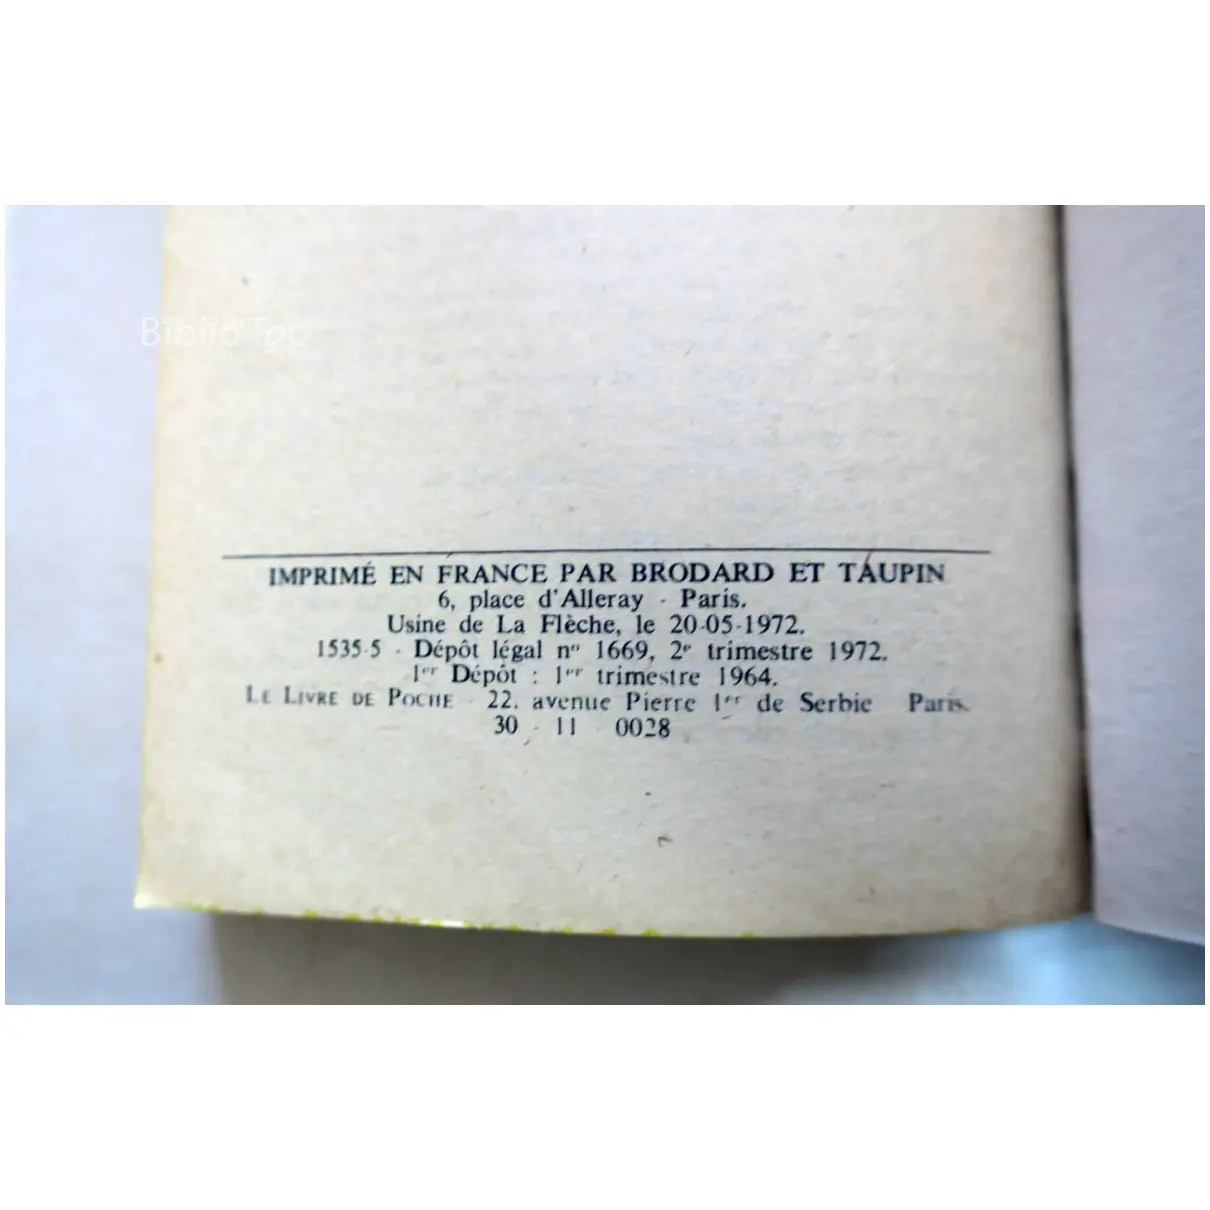 Biblio Toc
IMPRIMÉ EN FRANCE PAR BRODARD ET TAUPIN
6, place d'Alleray - Paris.
Usine de La Flèche, le 20-05-1972.
1535-5 - Dépôt légal nº 1669, 2e trimestre 1972.
1er Dépôt : 1er trimestre 1964.
LE LIVRE DE POCHE - 22, avenue Pierre 1er de Serbie - Paris.
30 - 11 - 0028